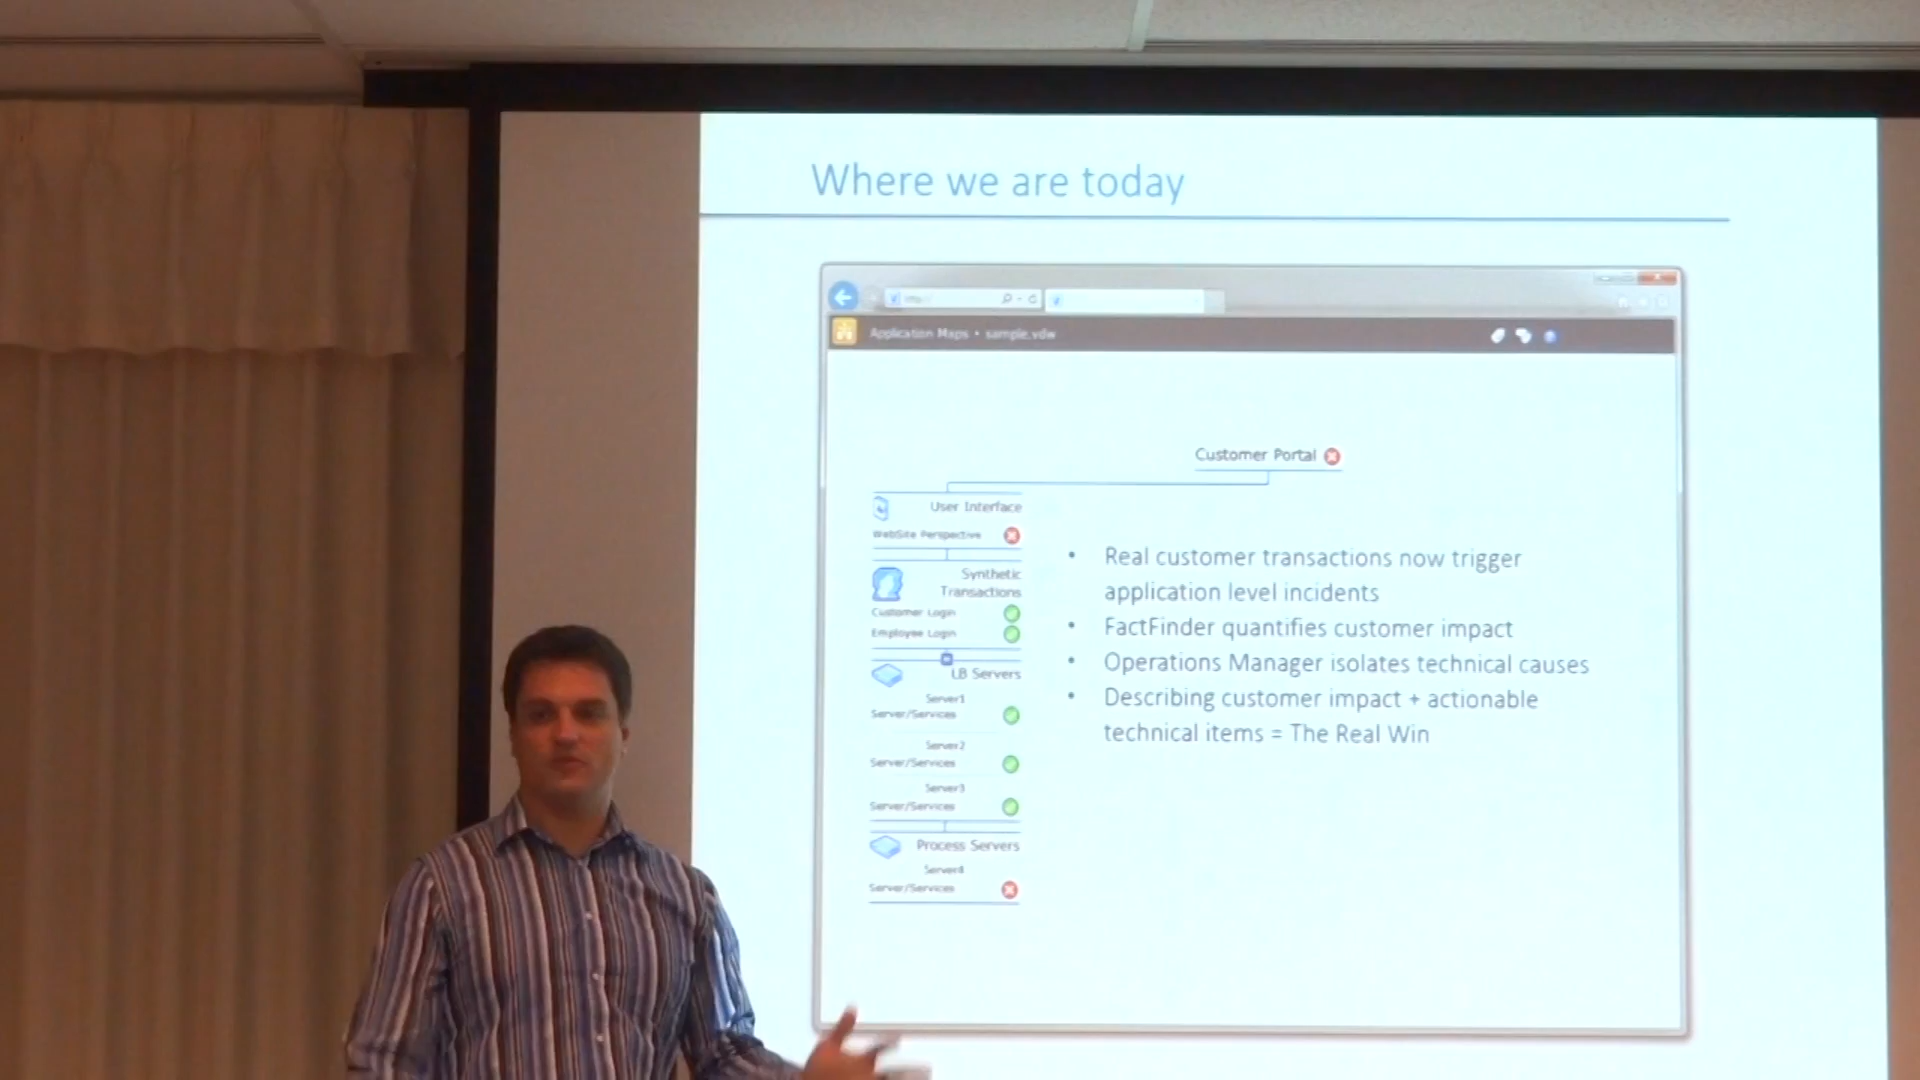 Where we are today
Application Maps • sample.vdw
Customer Portal
User Interface
WebSite Perspective
Synthetic
Transactions
Customer Login
Employee Login
LB Servers
Server1
Server/Services
Server2
Server/Services
Server3
Server/Services
Process Servers
Server4
Server/Services
• Real customer transactions now trigger
application level incidents
• FactFinder quantifies customer impact
• Operations Manager isolates technical causes
• Describing customer impact + actionable
technical items = The Real Win